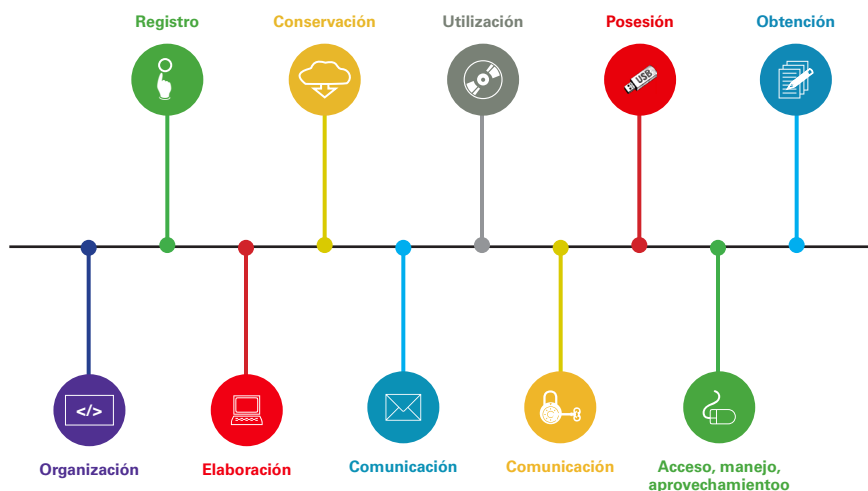 Registro
Conservación
Utilización
Posesión
Obtención
USB
</>
Organización
Elaboración
Comunicación
Comunicación
Acceso, manejo,
aprovechamientoo